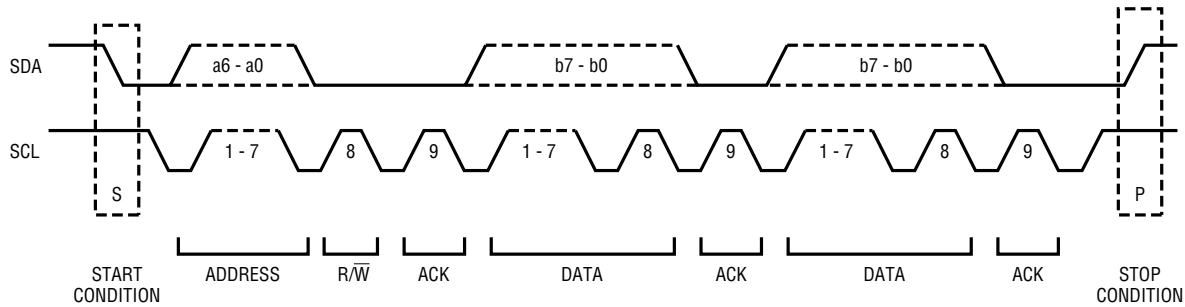 SDA a6 - a0 b7 - b0 b7 - b0
SCL 1 - 7 8 9 1 - 7 8 9 1 - 7 8 9
S P
START CONDITION ADDRESS R/W̅ ACK DATA ACK DATA ACK STOP CONDITION